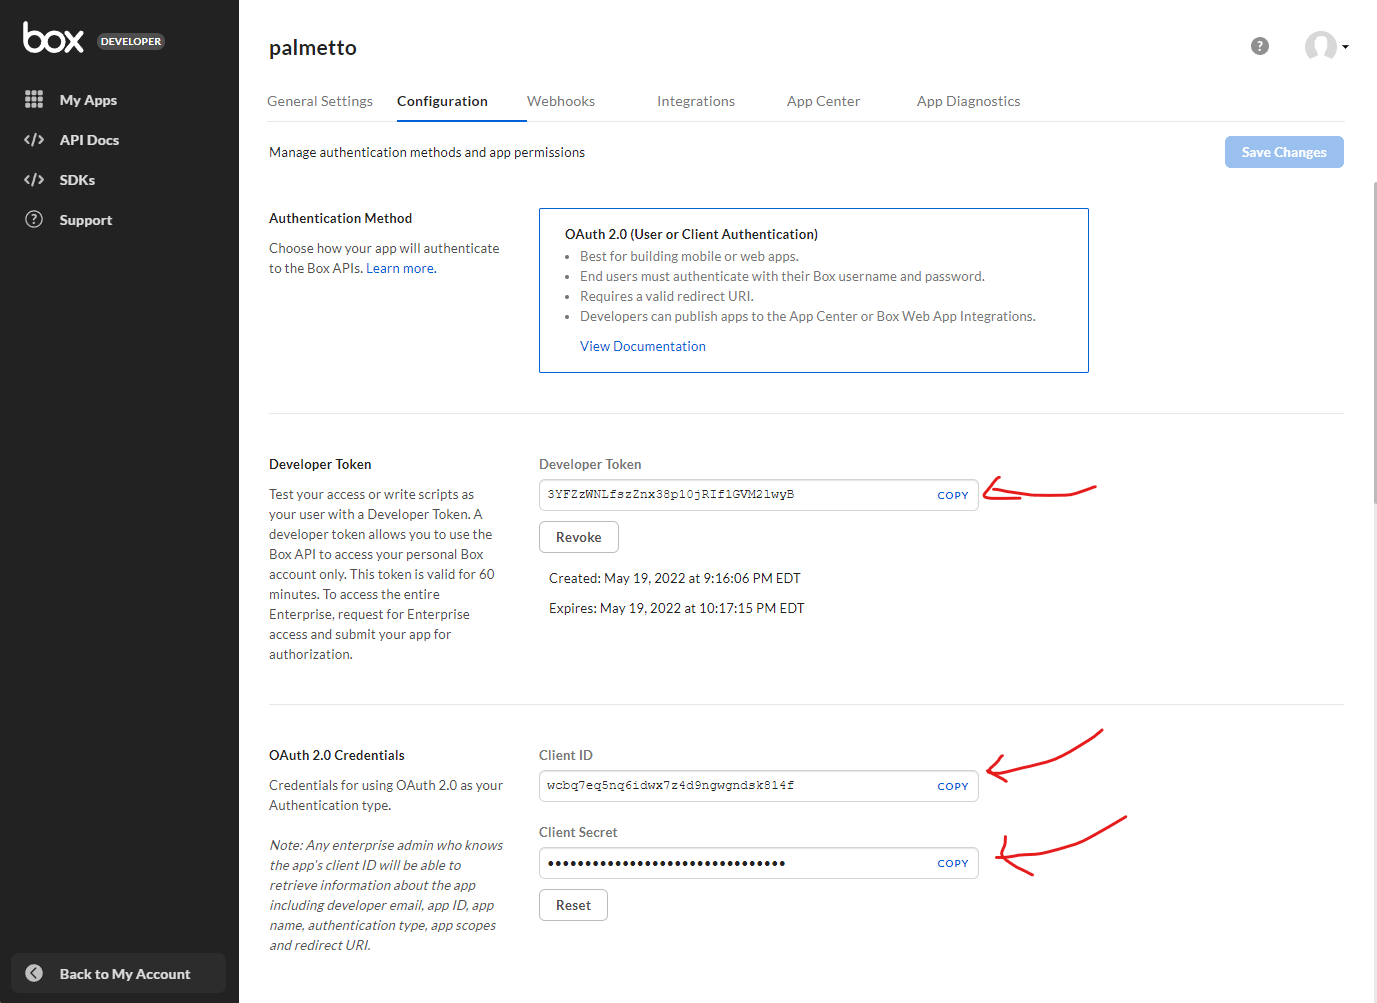 box DEVELOPER
My Apps
API Docs
SDKs
Support
Back to My Account
palmetto
General Settings Configuration Webhooks Integrations App Center App Diagnostics
Manage authentication methods and app permissions
Save Changes
Authentication Method
Choose how your app will authenticate
to the Box APIs. Learn more.
OAuth 2.0 (User or Client Authentication)
• Best for building mobile or web apps.
• End users must authenticate with their Box username and password.
• Requires a valid redirect URI.
• Developers can publish apps to the App Center or Box Web App Integrations.
View Documentation
Developer Token
Test your access or write scripts as
your user with a Developer Token. A
developer token allows you to use the
Box API to access your personal Box
account only. This token is valid for 60
minutes. To access the entire
Enterprise, request for Enterprise
access and submit your app for
authorization.
Developer Token
3YFZzWNLfszZnx38p10jRIf1GVM21wyB COPY
Revoke
Created: May 19, 2022 at 9:16:06 PM EDT
Expires: May 19, 2022 at 10:17:15 PM EDT
OAuth 2.0 Credentials
Credentials for using OAuth 2.0 as your
Authentication type.
Note: Any enterprise admin who knows
the app's client ID will be able to
retrieve information about the app
including developer email, app ID, app
name, authentication type, app scopes
and redirect URI.
Client ID
wcbq7eq5nq6idwx7z4d9ngwgndsk814f COPY
Client Secret
•••••••••••••••••••••••••••••••• COPY
Reset